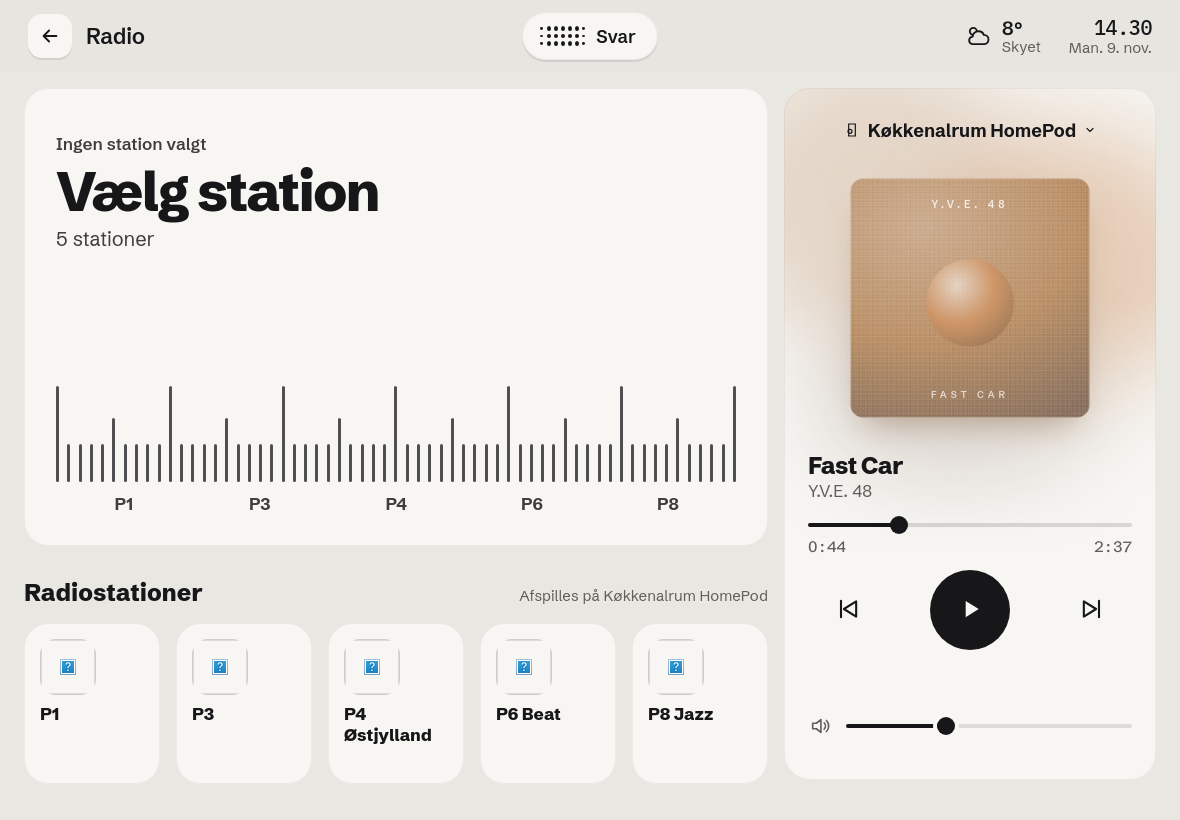 Radio
Svar
8°
Skyet
14.30
Man. 9. nov.
Ingen station valgt
Vælg station
5 stationer
P1
P3
P4
P6
P8
Radiostationer
Afspilles på Køkkenalrum HomePod
P1
P3
P4
Østjylland
P6 Beat
P8 Jazz
Køkkenalrum HomePod
Y.V.E. 48
FAST CAR
Fast Car
Y.V.E. 48
0:44
2:37